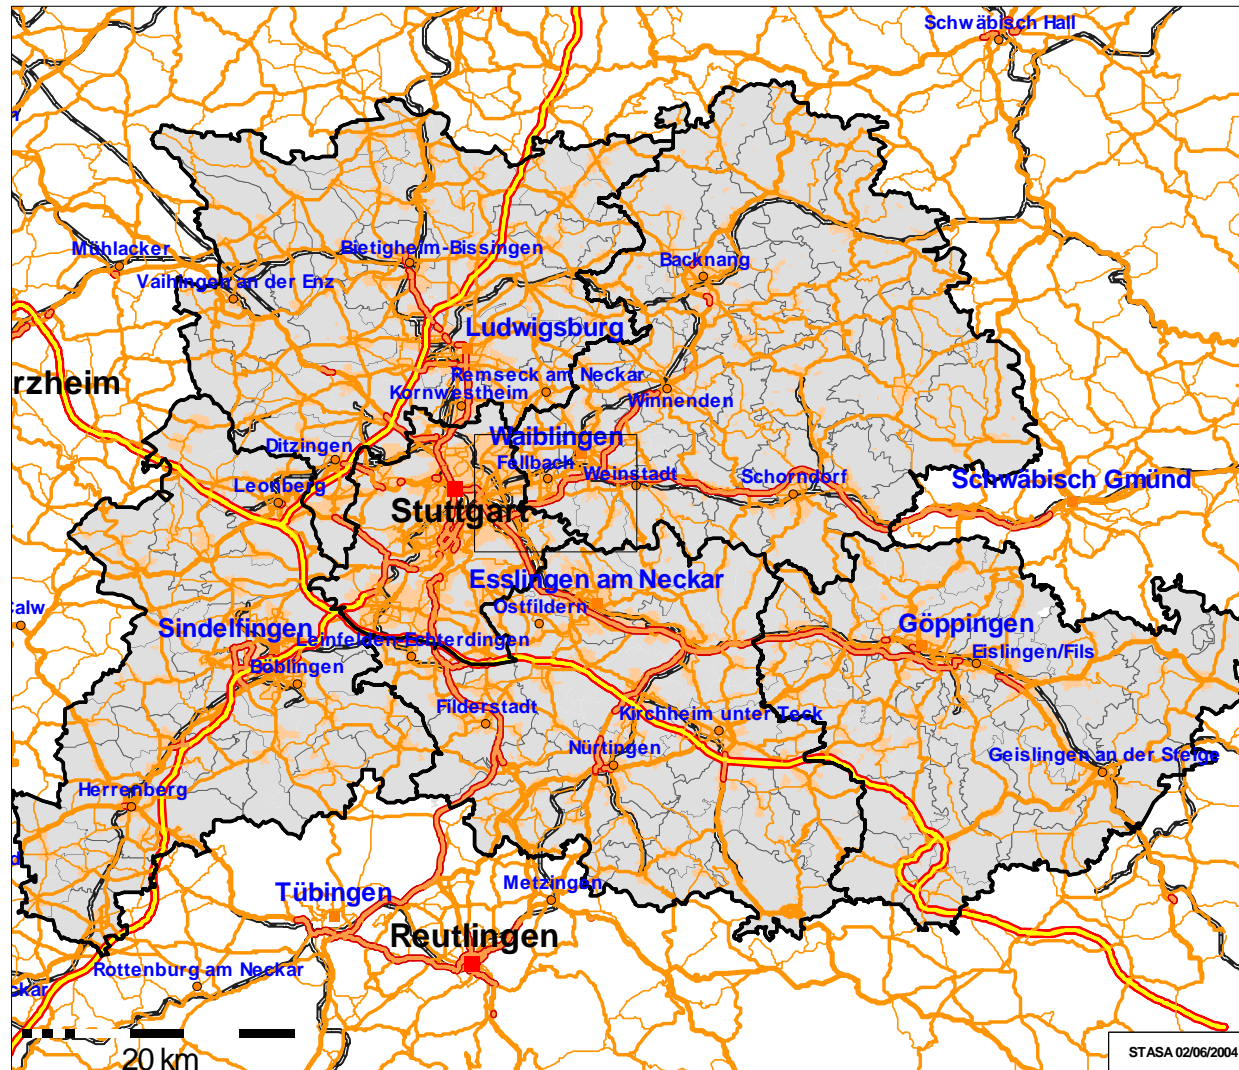 Schwäbisch Hall
Mühlacker
Bietigheim-Bissingen
Backnang
Vaihingen an der Enz
Ludwigsburg
rzheim
Remseck am Neckar
Kornwestheim
Winnenden
Ditzingen
Waiblingen
Fellbach
Weinstadt
Schorndorf
Schwäbisch Gmünd
Leonberg
Stuttgart
Esslingen am Neckar
Ostfildern
Calw
Sindelfingen
Leinfelden-Echterdingen
Göppingen
Eislingen/Fils
Böblingen
Filderstadt
Kirchheim unter Teck
Nürtingen
Geislingen an der Steige
Herrenberg
Tübingen
Metzingen
Reutlingen
Rottenburg am Neckar
ckar
20 km
STASA 02/06/2004